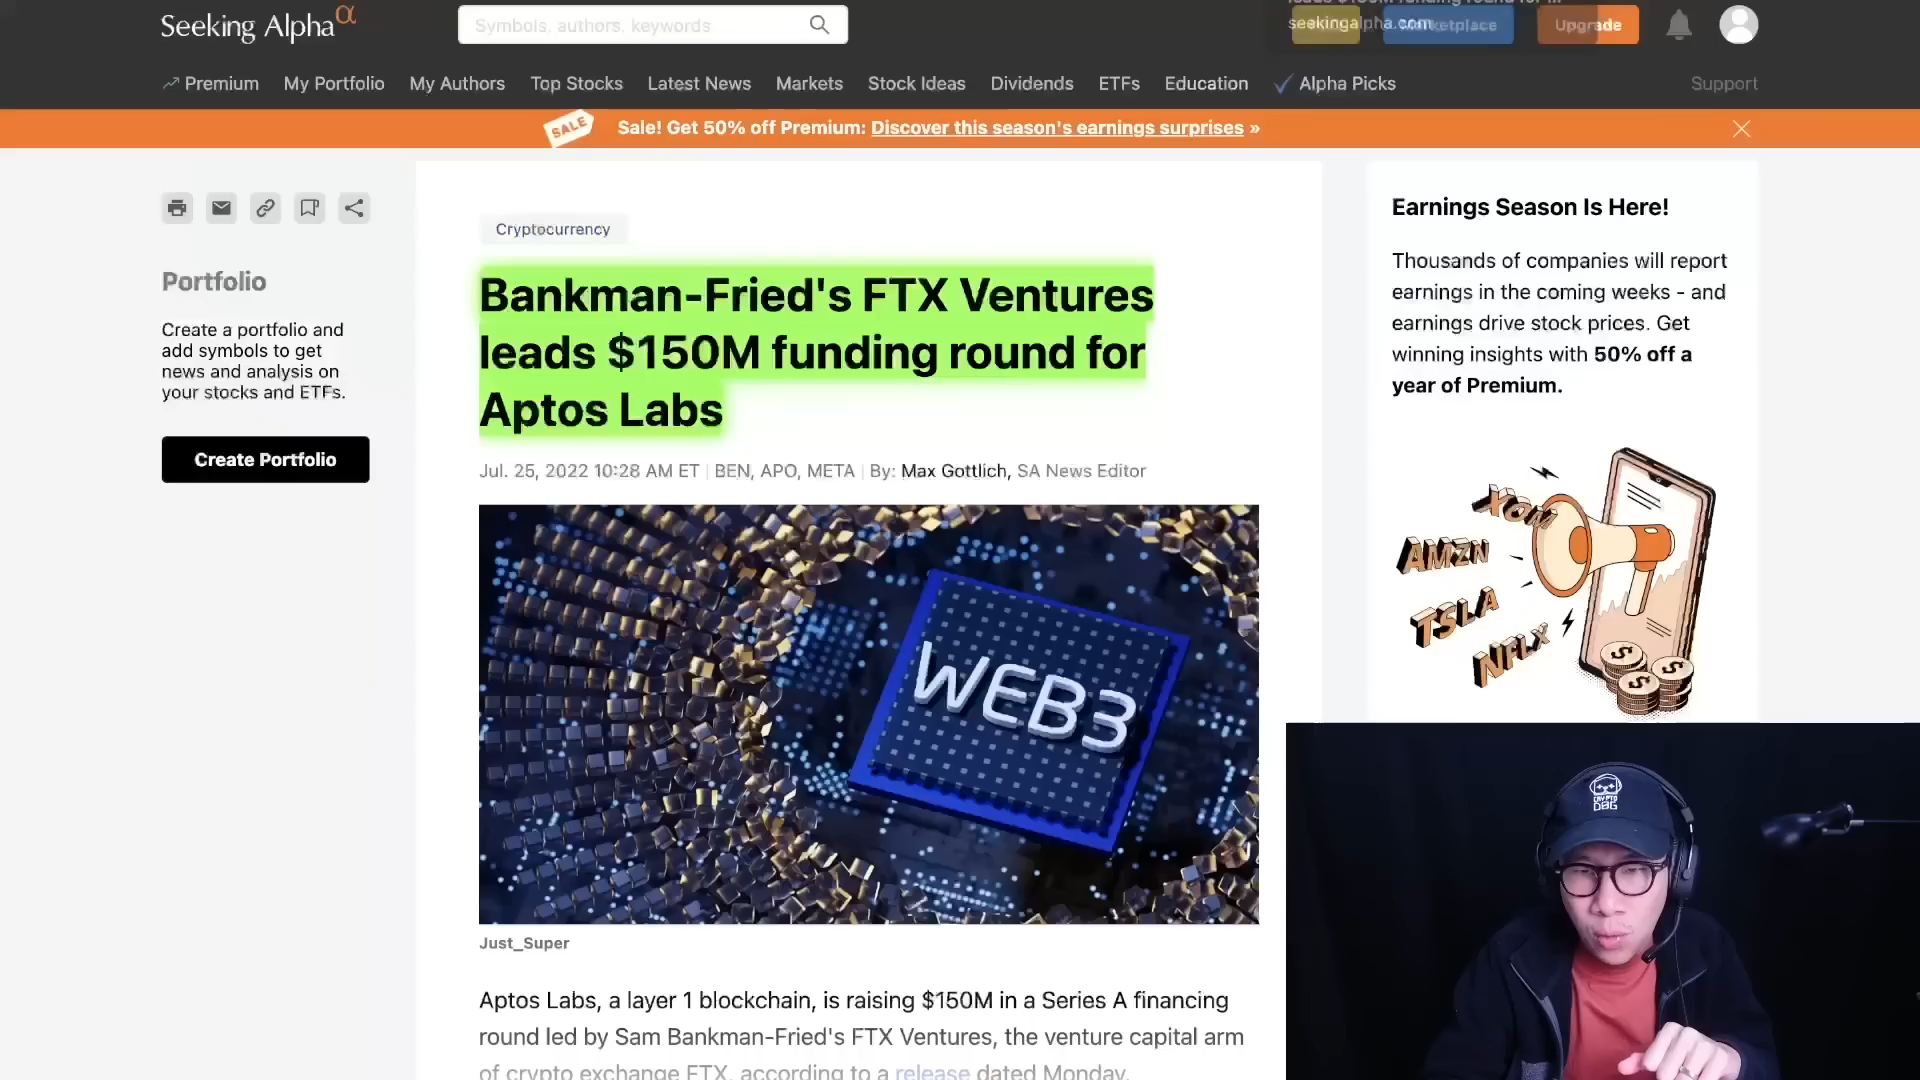 Seeking Alpha α
Symbols, authors, keywords
seekingalpha.com
Marketplace
Upgrade
Premium
My Portfolio
My Authors
Top Stocks
Latest News
Markets
Stock Ideas
Dividends
ETFs
Education
Alpha Picks
Support
SALE
Sale! Get 50% off Premium: Discover this season's earnings surprises »
Portfolio
Create a portfolio and
add symbols to get
news and analysis on
your stocks and ETFs.
Create Portfolio
Cryptocurrency
Bankman-Fried's FTX Ventures
leads $150M funding round for
Aptos Labs
Jul. 25, 2022 10:28 AM ET | BEN, APO, META | By: Max Gottlich, SA News Editor
WEB3
Just_Super
Aptos Labs, a layer 1 blockchain, is raising $150M in a Series A financing
round led by Sam Bankman-Fried's FTX Ventures, the venture capital arm
of crypto exchange FTX, according to a release dated Monday.
Earnings Season Is Here!
Thousands of companies will report
earnings in the coming weeks - and
earnings drive stock prices. Get
winning insights with 50% off a
year of Premium.
XOM
AMZN
TSLA
NFLX
CRYPTO
DOG